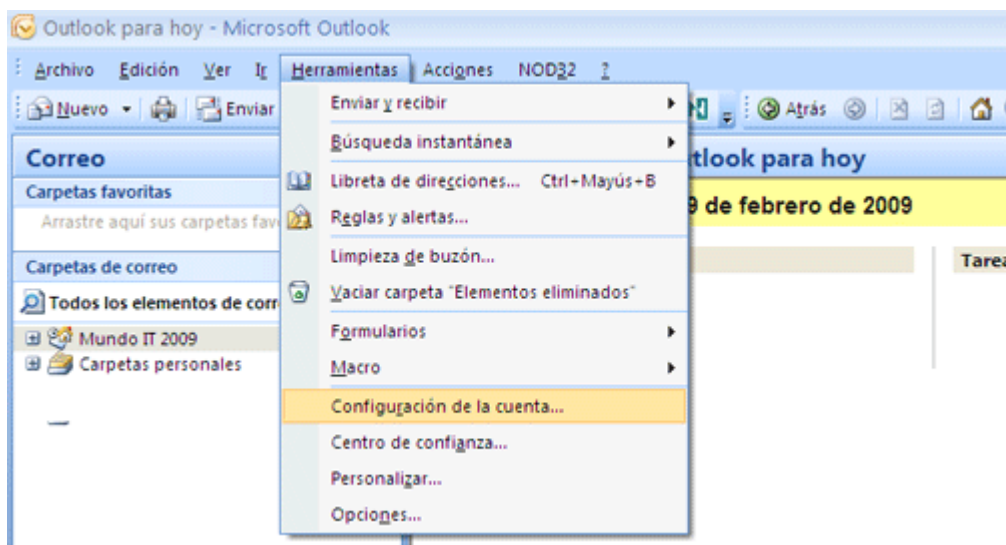 Outlook para hoy - Microsoft Outlook
Archivo Edición Ver Ir Herramientas Acciones NOD32 ?
Nuevo Enviar Atrás
Correo
Carpetas favoritas
Arrastre aquí sus carpetas
Carpetas de correo
Todos los elementos de
Mundo IT 2009
Carpetas personales
Enviar y recibir
Búsqueda instantánea
Libreta de direcciones... Ctrl+Mayús+B
Reglas y alertas...
Limpieza de buzón...
Vaciar carpeta "Elementos eliminados"
Formularios
Macro
Configuración de la cuenta...
Centro de confianza...
Personalizar...
Opciones...
tlook para hoy
9 de febrero de 2009
Tarea